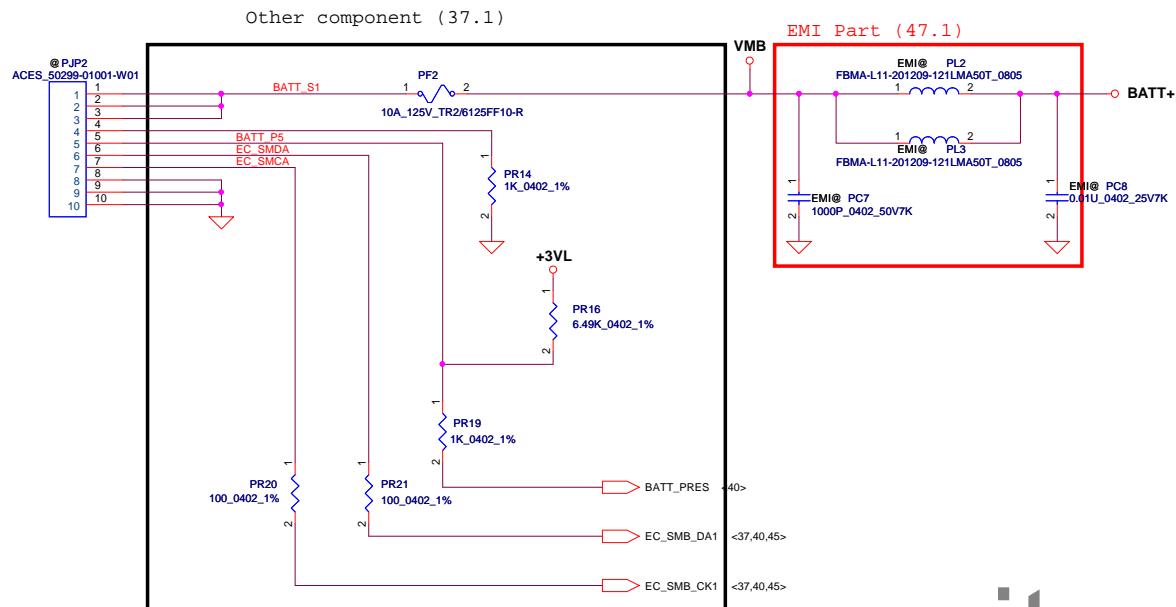 Other component (37.1)
EMI Part (47.1)
VMB
@ PJP2
ACES_50299-01001-W01
PF2
EMI@ PL2
FBMA-L11-201209-121LMA50T_0805
1 1
BATT_S1
1 2
1 2
BATT+
2 2
3 3
10A_125V_TR2/6125FF10-R
4 4
5 5
BATT_P5
6 6
EC_SMDA
7 7
EC_SMCA
8 8
9 9
10 10
1 2
EMI@ PL3
FBMA-L11-201209-121LMA50T_0805
1
PR14
1K_0402_1%
2
1
EMI@ PC7
1000P_0402_50V7K
2
1
EMI@ PC8
0.01U_0402_25V7K
2
+3VL
1
PR16
6.49K_0402_1%
2
1
PR19
1K_0402_1%
2
1
PR20
100_0402_1%
2
1
PR21
100_0402_1%
2
BATT_PRES <40>
EC_SMB_DA1 <37,40,45>
EC_SMB_CK1 <37,40,45>